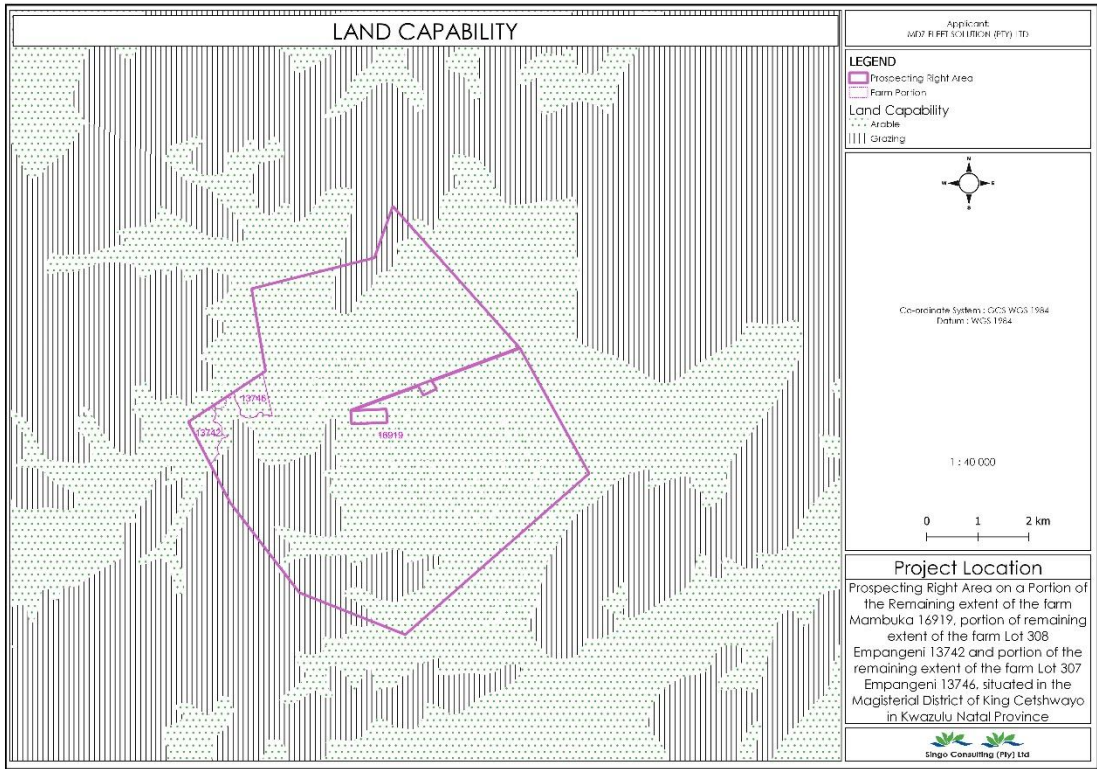 LAND CAPABILITY
Applicant:
MDZ FLEET SOLUTION (PTY) LTD
LEGEND
Prospecting Right Area
Farm Portion
Land Capability
Arable
Grazing
N
W
E
S
Co-ordinate System : GCS WGS 1984
Datum : WGS 1984
1 : 40 000
0 1 2 km
13746
13742
16919
Project Location
Prospecting Right Area on a Portion of
the Remaining extent of the farm
Mambuka 16919, portion of remaining
extent of the farm Lot 308
Empangeni 13742 and portion of the
remaining extent of the farm Lot 307
Empangeni 13746, situated in the
Magisterial District of King Cetshwayo
in Kwazulu Natal Province
Singo Consulting (Pty) Ltd